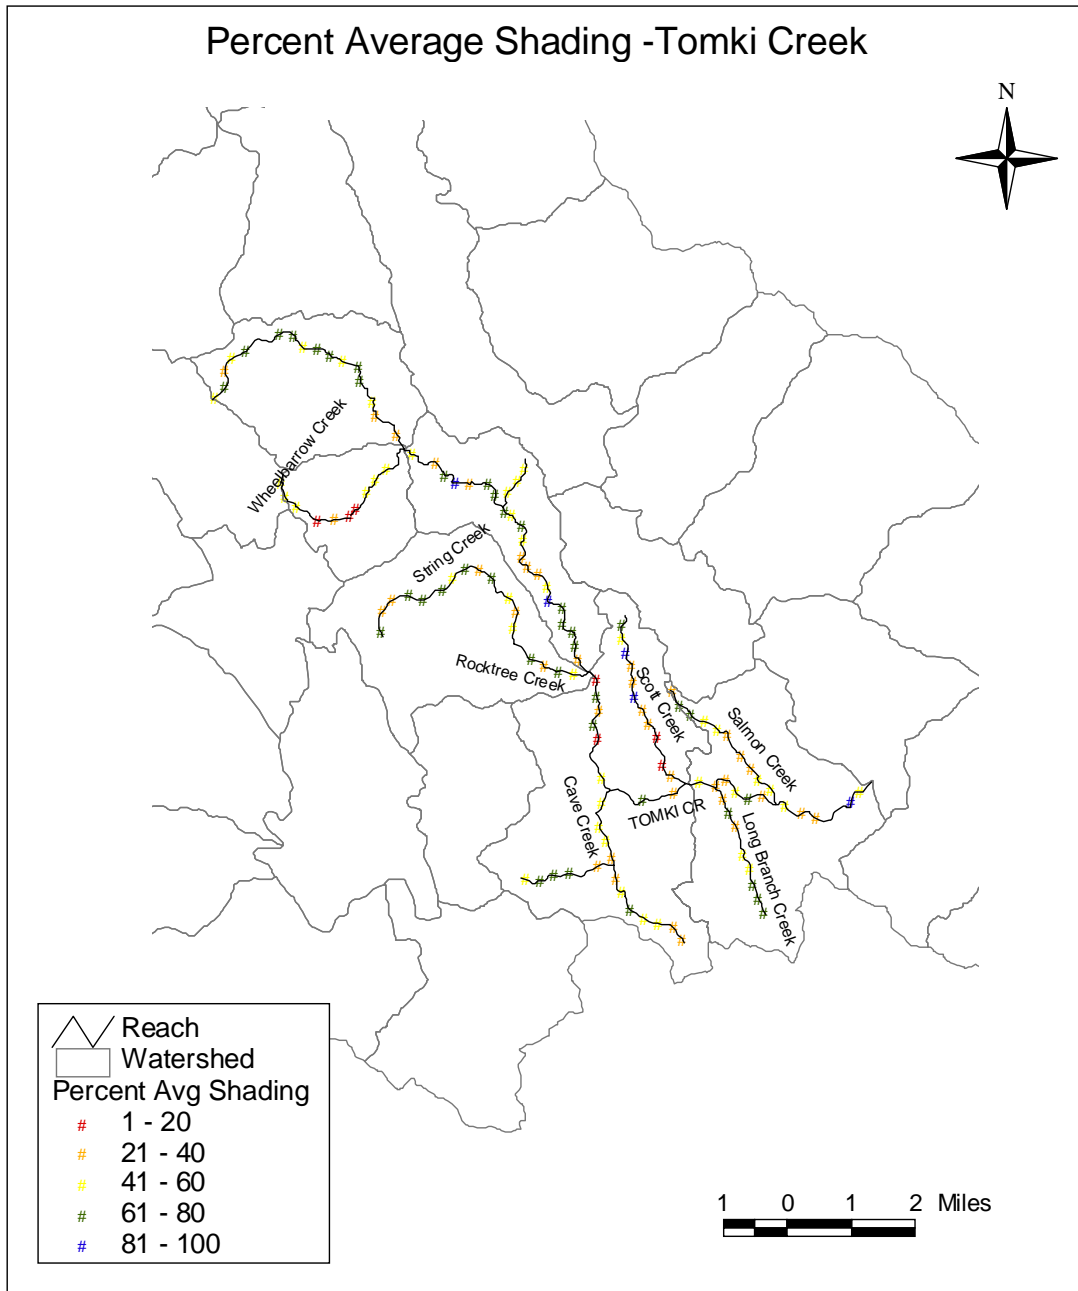 Percent Average Shading -Tomki Creek
N
Wheelbarrow Creek
String Creek
Rocktree Creek
Scott Creek
Salmon Creek
Cave Creek
TOMKI CR
Long Branch Creek
Reach
Watershed
Percent Avg Shading
# 1 - 20
# 21 - 40
# 41 - 60
# 61 - 80
# 81 - 100
1 0 1 2 Miles